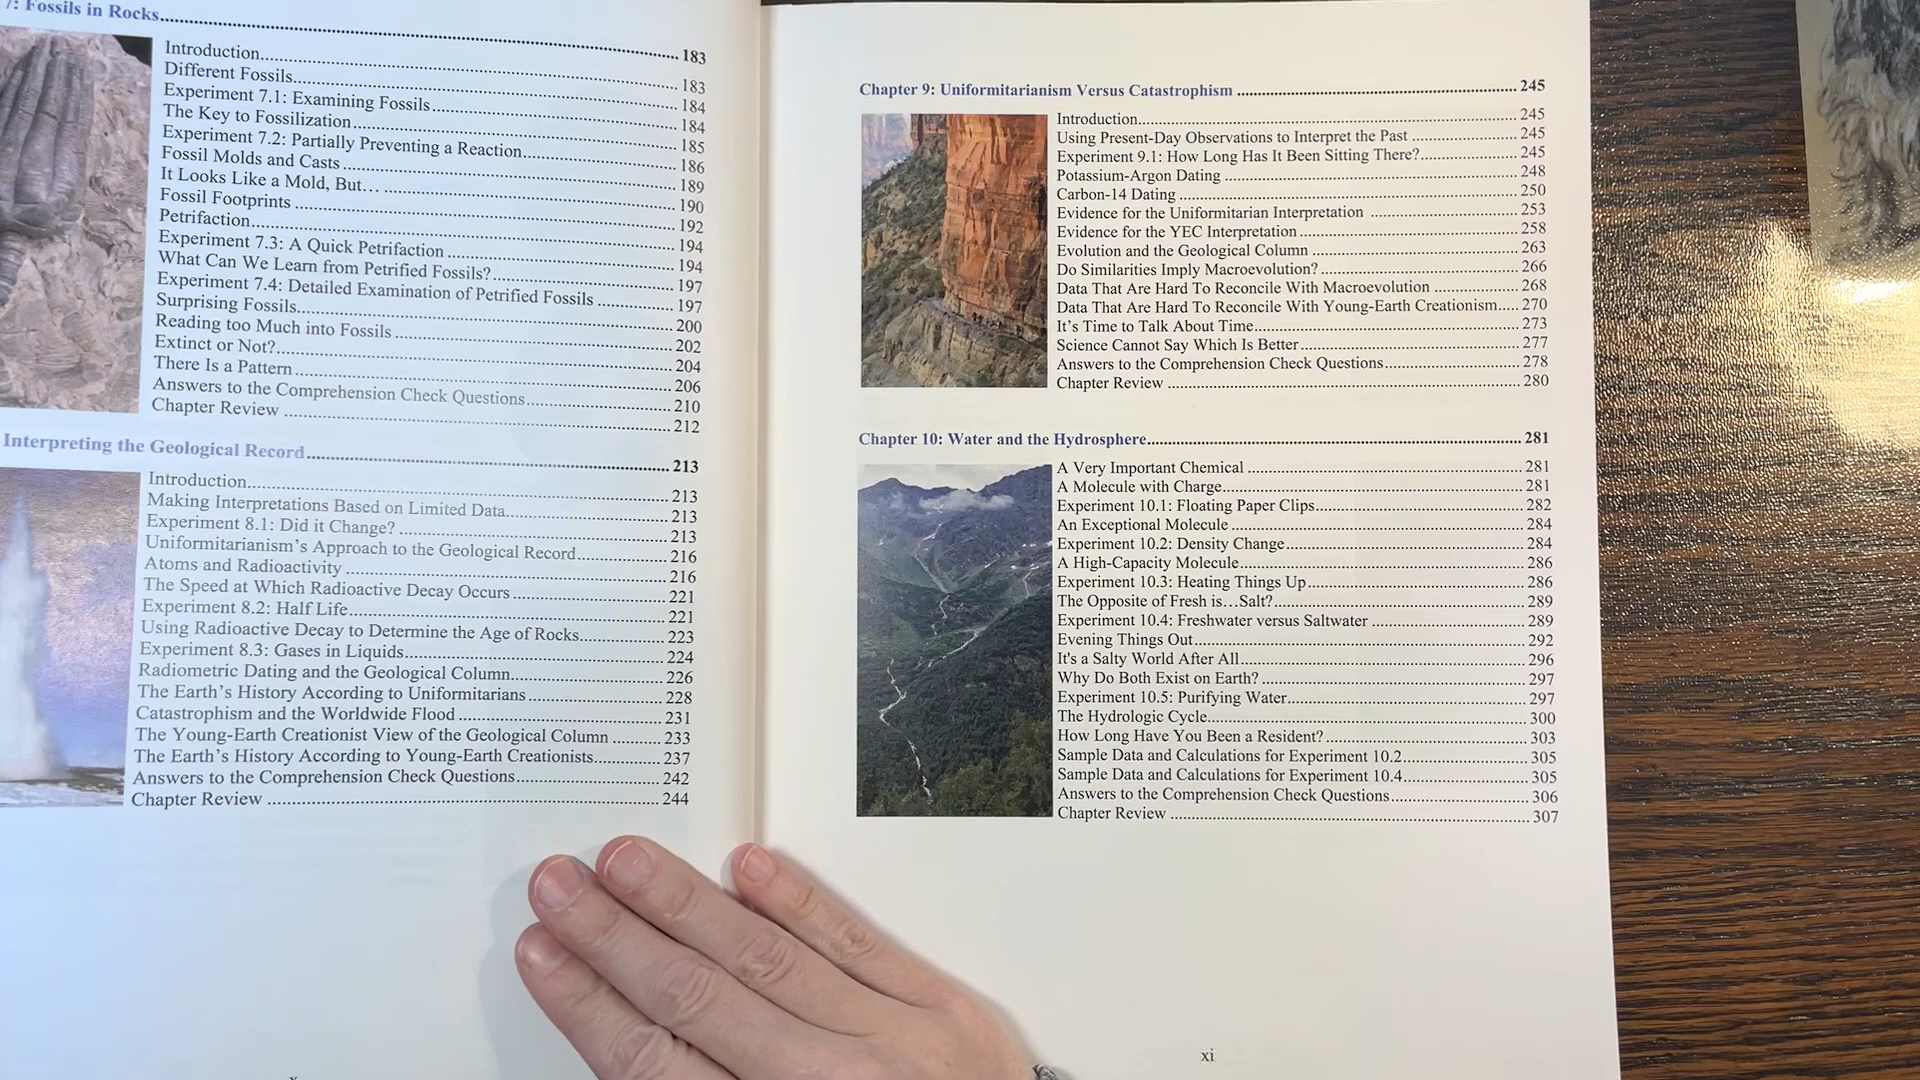 7: Fossils in Rocks.......... 183
Introduction.......... 183
Different Fossils.......... 184
Experiment 7.1: Examining Fossils.......... 184
The Key to Fossilization.......... 185
Experiment 7.2: Partially Preventing a Reaction.......... 186
Fossil Molds and Casts.......... 189
It Looks Like a Mold, But… .......... 190
Fossil Footprints.......... 192
Petrifaction.......... 194
Experiment 7.3: A Quick Petrifaction.......... 194
What Can We Learn from Petrified Fossils?.......... 197
Experiment 7.4: Detailed Examination of Petrified Fossils.......... 197
Surprising Fossils.......... 200
Reading too Much into Fossils.......... 202
Extinct or Not?.......... 204
There Is a Pattern.......... 206
Answers to the Comprehension Check Questions.......... 210
Chapter Review.......... 212
Interpreting the Geological Record.......... 213
Introduction.......... 213
Making Interpretations Based on Limited Data.......... 213
Experiment 8.1: Did it Change?.......... 213
Uniformitarianism's Approach to the Geological Record.......... 216
Atoms and Radioactivity.......... 216
The Speed at Which Radioactive Decay Occurs.......... 221
Experiment 8.2: Half Life.......... 221
Using Radioactive Decay to Determine the Age of Rocks.......... 223
Experiment 8.3: Gases in Liquids.......... 224
Radiometric Dating and the Geological Column.......... 226
The Earth's History According to Uniformitarians.......... 228
Catastrophism and the Worldwide Flood.......... 231
The Young-Earth Creationist View of the Geological Column.......... 233
The Earth's History According to Young-Earth Creationists.......... 237
Answers to the Comprehension Check Questions.......... 242
Chapter Review.......... 244
Chapter 9: Uniformitarianism Versus Catastrophism.......... 245
Introduction.......... 245
Using Present-Day Observations to Interpret the Past.......... 245
Experiment 9.1: How Long Has It Been Sitting There?.......... 245
Potassium-Argon Dating.......... 248
Carbon-14 Dating.......... 250
Evidence for the Uniformitarian Interpretation.......... 253
Evidence for the YEC Interpretation.......... 258
Evolution and the Geological Column.......... 263
Do Similarities Imply Macroevolution?.......... 266
Data That Are Hard To Reconcile With Macroevolution.......... 268
Data That Are Hard To Reconcile With Young-Earth Creationism.... 270
It's Time to Talk About Time.......... 273
Science Cannot Say Which Is Better.......... 277
Answers to the Comprehension Check Questions.......... 278
Chapter Review.......... 280
Chapter 10: Water and the Hydrosphere.......... 281
A Very Important Chemical.......... 281
A Molecule with Charge.......... 281
Experiment 10.1: Floating Paper Clips.......... 282
An Exceptional Molecule.......... 284
Experiment 10.2: Density Change.......... 284
A High-Capacity Molecule.......... 286
Experiment 10.3: Heating Things Up.......... 286
The Opposite of Fresh is…Salt?.......... 289
Experiment 10.4: Freshwater versus Saltwater.......... 289
Evening Things Out.......... 292
It's a Salty World After All.......... 296
Why Do Both Exist on Earth?.......... 297
Experiment 10.5: Purifying Water.......... 297
The Hydrologic Cycle.......... 300
How Long Have You Been a Resident?.......... 303
Sample Data and Calculations for Experiment 10.2.......... 305
Sample Data and Calculations for Experiment 10.4.......... 305
Answers to the Comprehension Check Questions.......... 306
Chapter Review.......... 307
xi